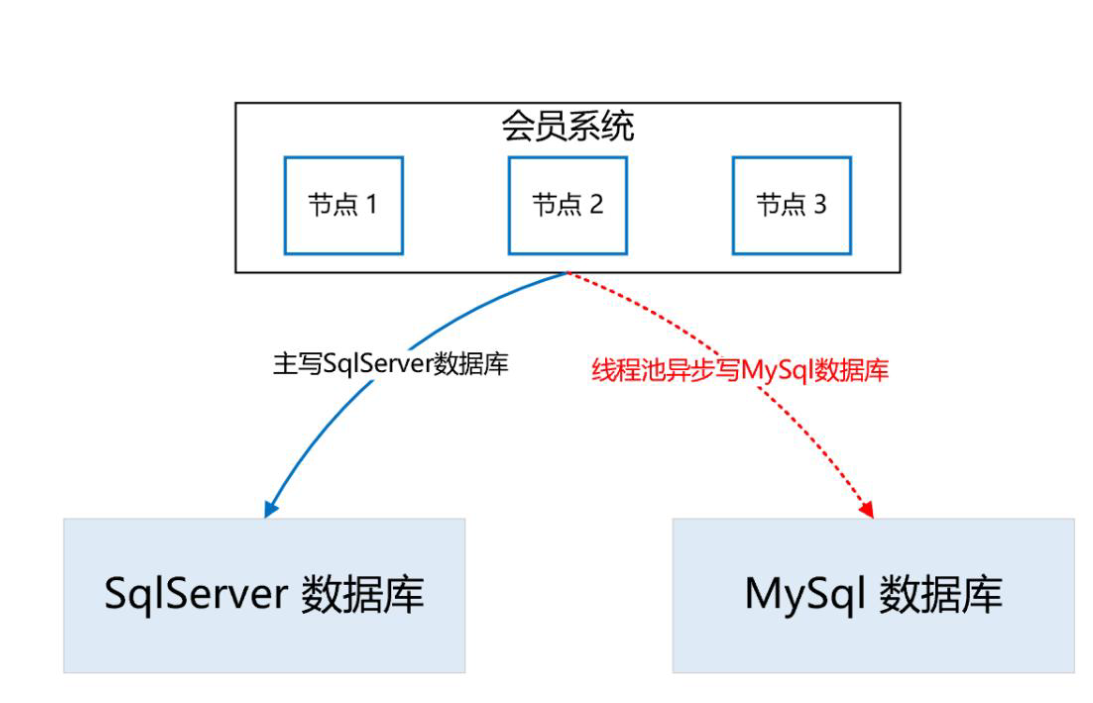 会员系统
节点 1
节点 2
节点 3
主写SqlServer数据库
线程池异步写MySql数据库
SqlServer 数据库
MySql 数据库